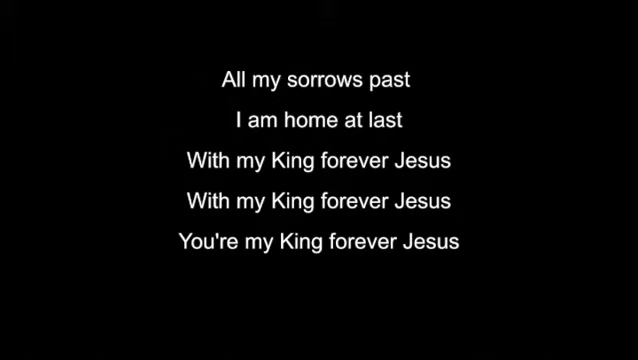 All my sorrows past
I am home at last
With my King forever Jesus
With my King forever Jesus
You're my King forever Jesus